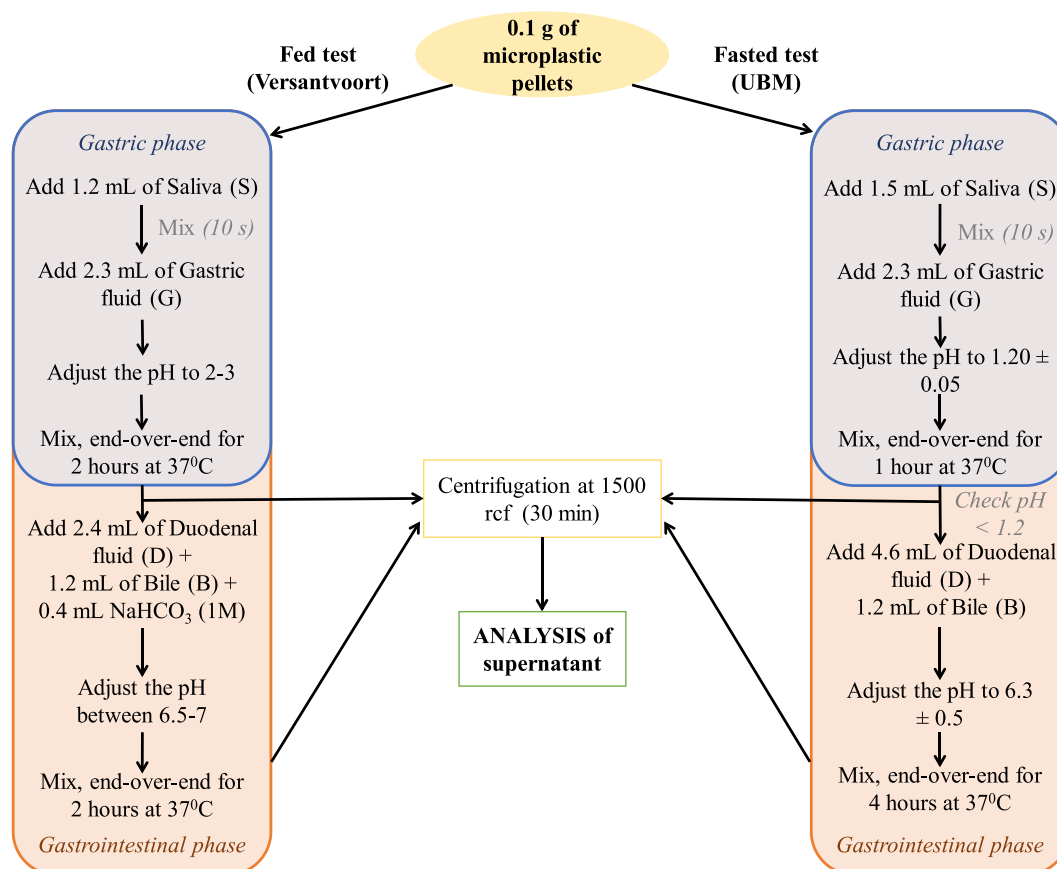 0.1 g of
microplastic
pellets
Fed test
(Versantvoort)
Fasted test
(UBM)
Gastric phase
Add 1.2 mL of Saliva (S)
Mix (10 s)
Add 2.3 mL of Gastric
fluid (G)
Adjust the pH to 2-3
Mix, end-over-end for
2 hours at 37⁰C
Add 2.4 mL of Duodenal
fluid (D) +
1.2 mL of Bile (B) +
0.4 mL NaHCO₃ (1M)
Adjust the pH
between 6.5-7
Mix, end-over-end for
2 hours at 37⁰C
Gastrointestinal phase
Centrifugation at 1500
rcf (30 min)
ANALYSIS of
supernatant
Gastric phase
Add 1.5 mL of Saliva (S)
Mix (10 s)
Add 2.3 mL of Gastric
fluid (G)
Adjust the pH to 1.20 ±
0.05
Mix, end-over-end for
1 hour at 37⁰C
Check pH
< 1.2
Add 4.6 mL of Duodenal
fluid (D) +
1.2 mL of Bile (B)
Adjust the pH to 6.3
± 0.5
Mix, end-over-end for
4 hours at 37⁰C
Gastrointestinal phase